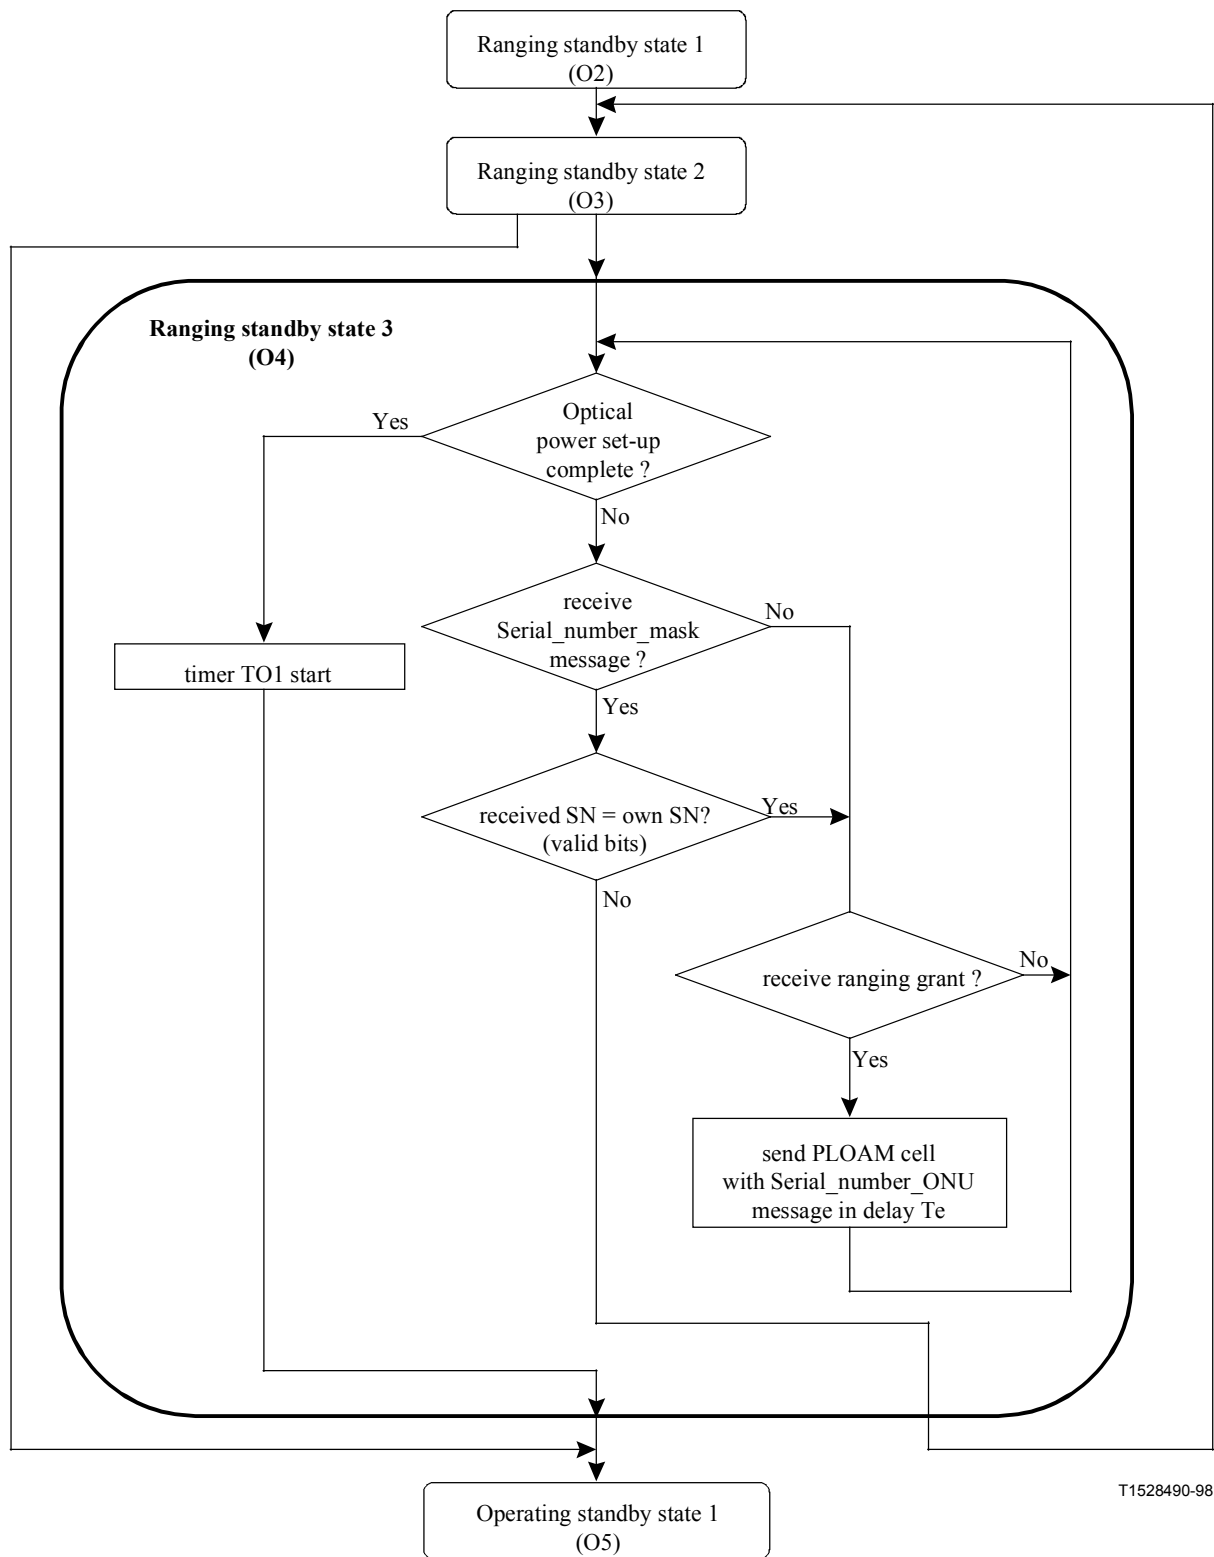 Ranging standby state 1
(O2)
Ranging standby state 2
(O3)
Ranging standby state 3
(O4)
Optical
power set-up
complete ?
Yes
No
receive
Serial_number_mask
message ?
No
timer TO1 start
Yes
received SN = own SN?
(valid bits)
Yes
No
receive ranging grant ?
No
Yes
send PLOAM cell
with Serial_number_ONU
message in delay Te
Operating standby state 1
(O5)
T1528490-98